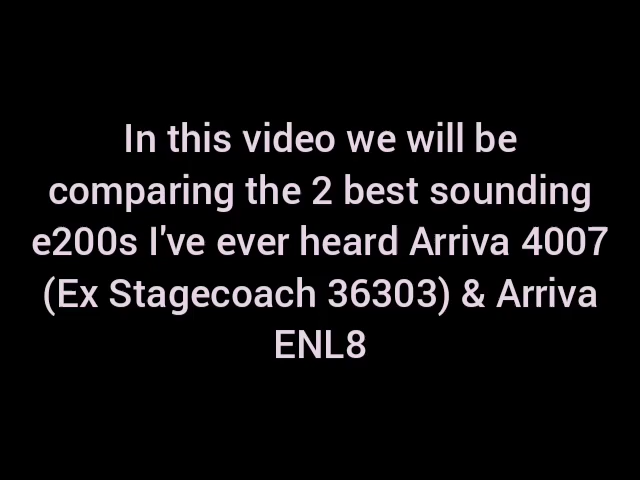 In this video we will be
comparing the 2 best sounding
e200s I've ever heard Arriva 4007
(Ex Stagecoach 36303) & Arriva
ENL8